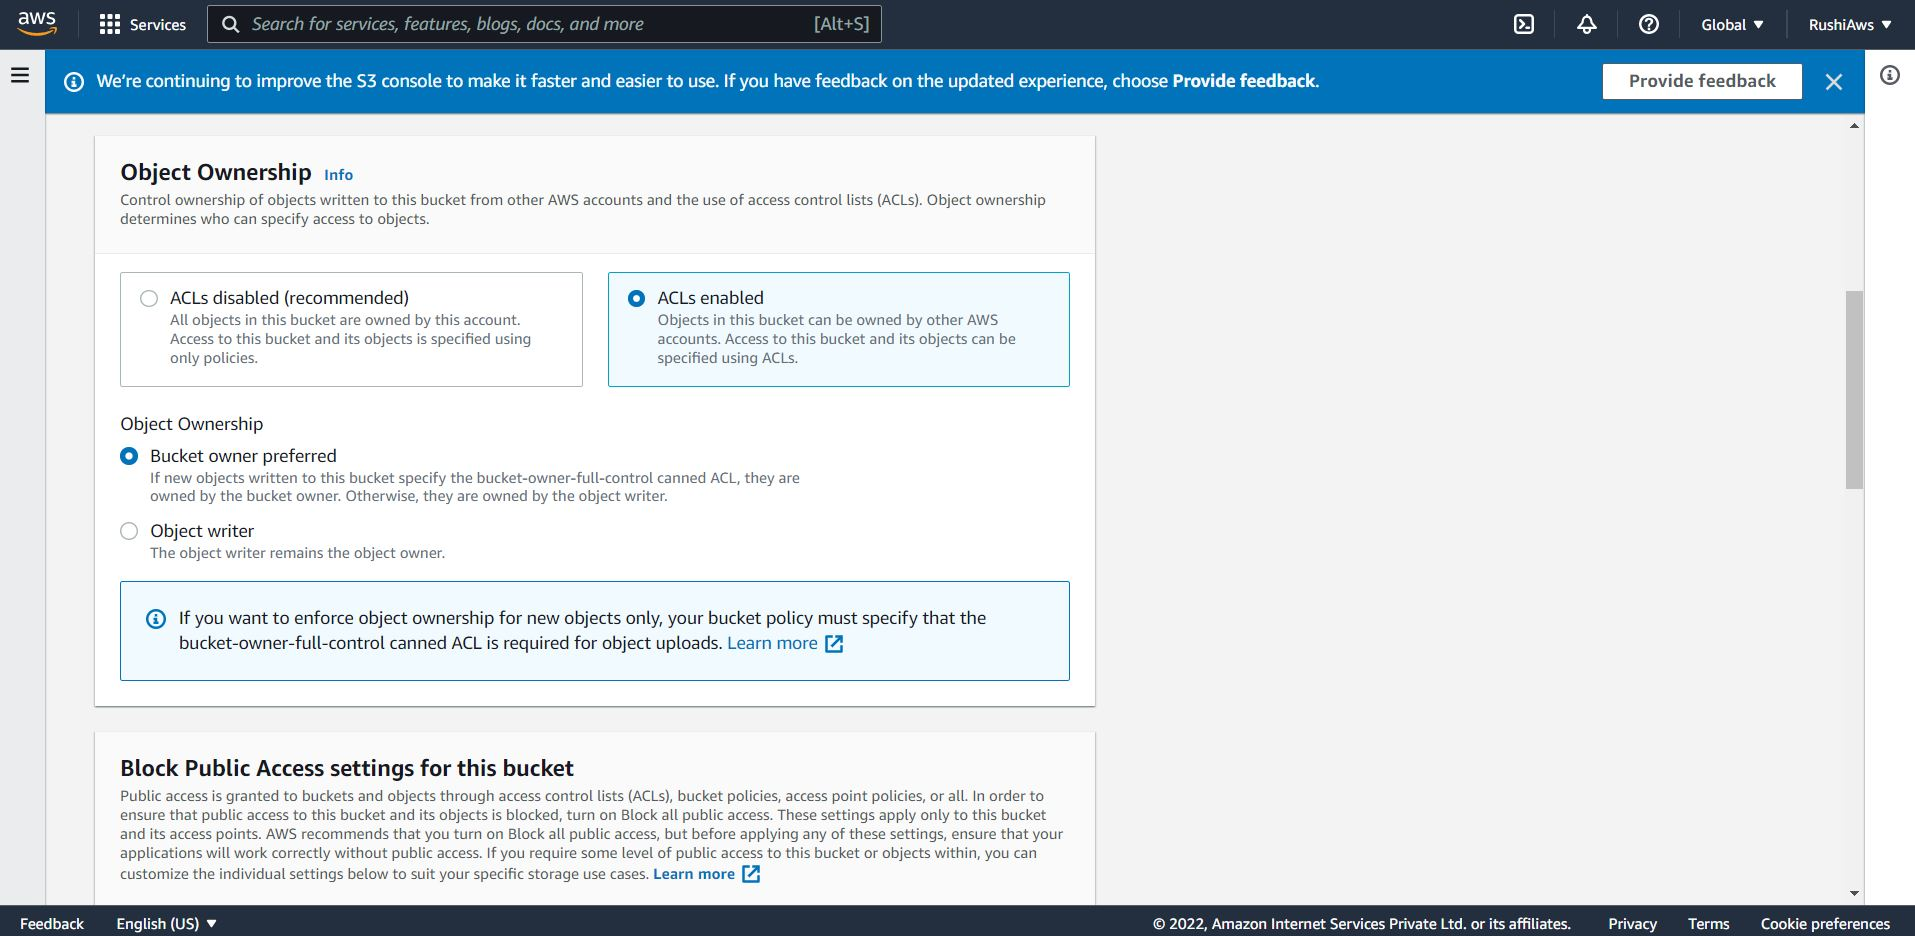 aws
Services
Search for services, features, blogs, docs, and more
[Alt+S]
Global
RushiAws
We're continuing to improve the S3 console to make it faster and easier to use. If you have feedback on the updated experience, choose Provide feedback.
Provide feedback
Object Ownership Info
Control ownership of objects written to this bucket from other AWS accounts and the use of access control lists (ACLs). Object ownership
determines who can specify access to objects.
ACLs disabled (recommended)
All objects in this bucket are owned by this account.
Access to this bucket and its objects is specified using
only policies.
ACLs enabled
Objects in this bucket can be owned by other AWS
accounts. Access to this bucket and its objects can be
specified using ACLs.
Object Ownership
Bucket owner preferred
If new objects written to this bucket specify the bucket-owner-full-control canned ACL, they are
owned by the bucket owner. Otherwise, they are owned by the object writer.
Object writer
The object writer remains the object owner.
If you want to enforce object ownership for new objects only, your bucket policy must specify that the
bucket-owner-full-control canned ACL is required for object uploads. Learn more
Block Public Access settings for this bucket
Public access is granted to buckets and objects through access control lists (ACLs), bucket policies, access point policies, or all. In order to
ensure that public access to this bucket and its objects is blocked, turn on Block all public access. These settings apply only to this bucket
and its access points. AWS recommends that you turn on Block all public access, but before applying any of these settings, ensure that your
applications will work correctly without public access. If you require some level of public access to this bucket or objects within, you can
customize the individual settings below to suit your specific storage use cases. Learn more
Feedback
English (US)
© 2022, Amazon Internet Services Private Ltd. or its affiliates.
Privacy
Terms
Cookie preferences